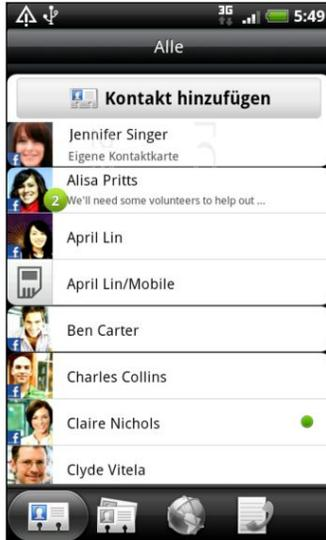 3G 5:49
Alle
Kontakt hinzufügen
Jennifer Singer
Eigene Kontaktkarte
Alisa Pritts
2 We'll need some volunteers to help out ...
April Lin
April Lin/Mobile
Ben Carter
Charles Collins
Claire Nichols
Clyde Vitela